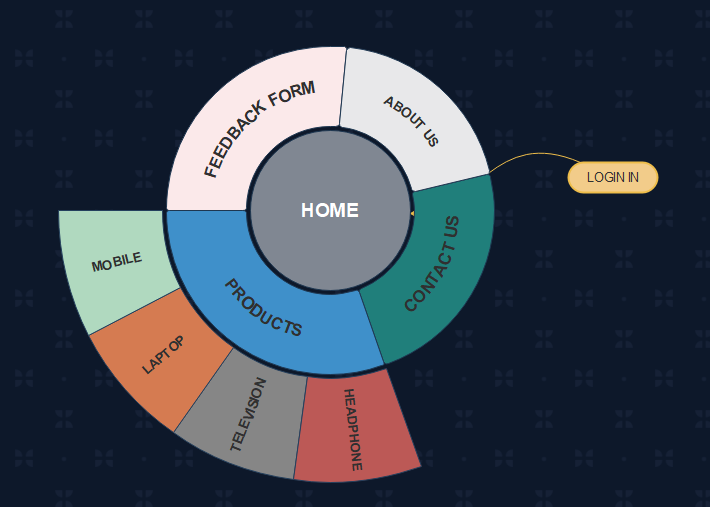 FEEDBACK FORM
ABOUT US
LOGIN IN
HOME
CONTACT US
PRODUCTS
MOBILE
LAPTOP
TELEVISION
HEADPHONE